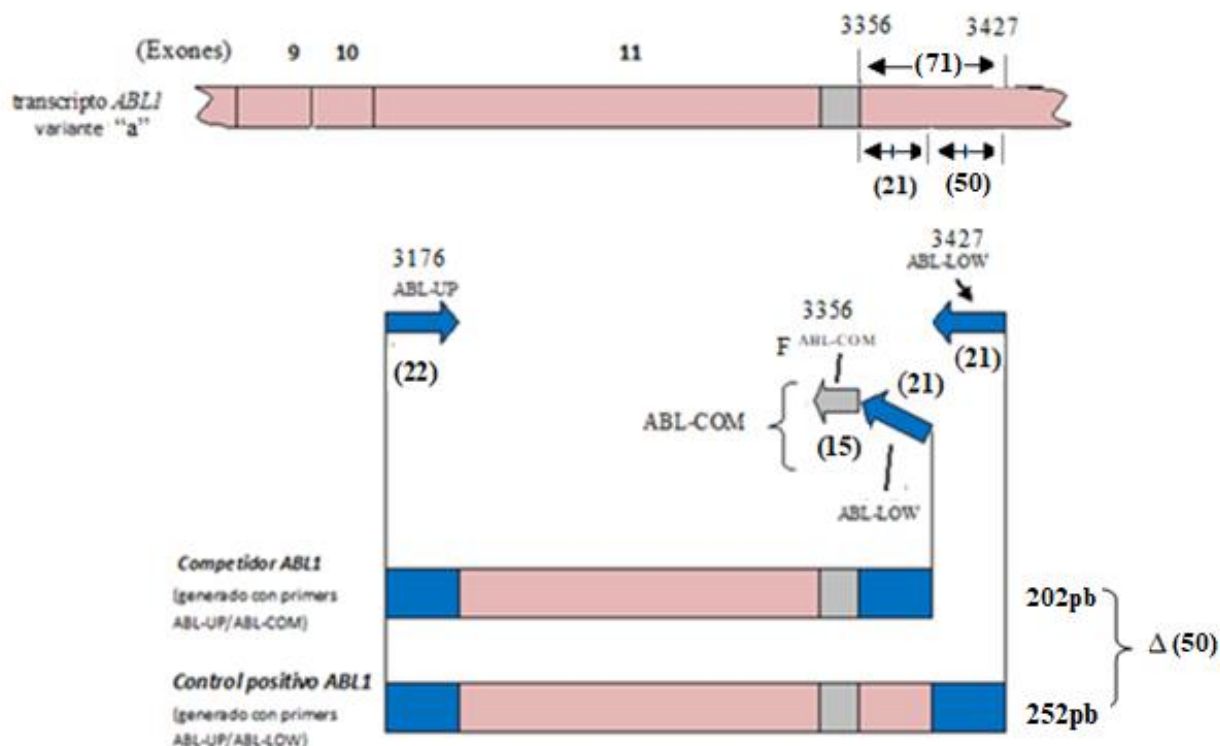 (Exones) 9 10 11 3356 3427
(71)
transcripto ABL1
variante "a"
(21) (50)
3176
ABL-UP
3427
ABL-LOW
3356
F ABL-COM
(22)
(21)
(21)
ABL-COM
(15)
ABL-LOW
Competidor ABL1
(generado con primers
ABL-UP/ABL-COM)
202pb
Δ (50)
Control positivo ABL1
(generado con primers
ABL-UP/ABL-LOW)
252pb